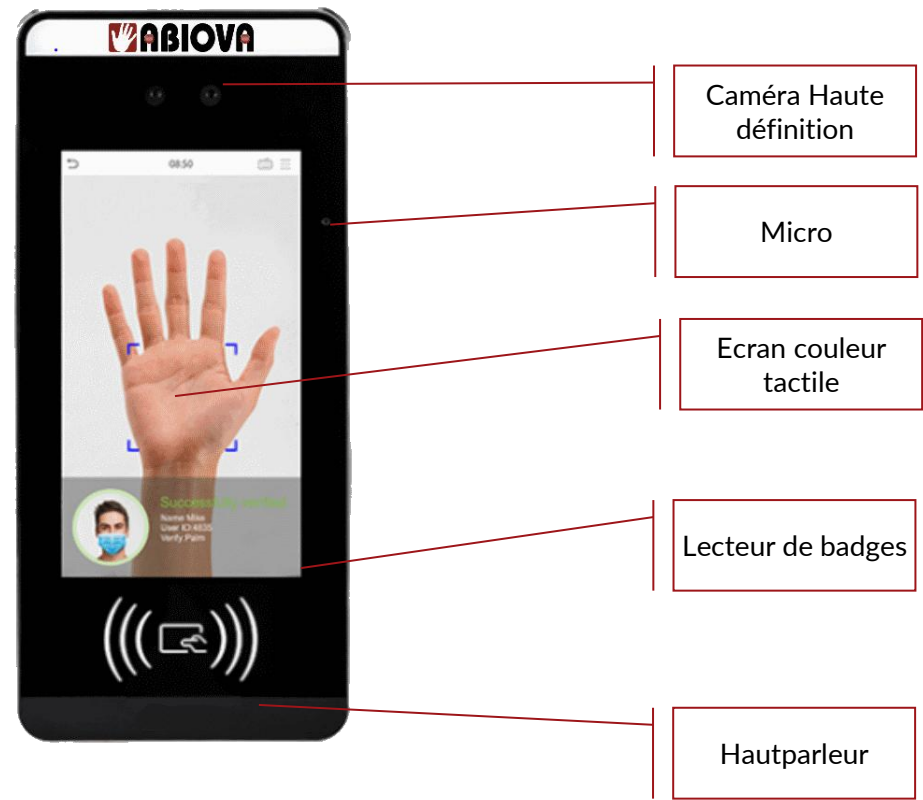 ABIOVA
Caméra Haute
définition
08:50
Micro
Ecran couleur
tactile
Successfully verified
Name Mike
User ID:4835
Verify Palm
Lecteur de badges
Hautparleur